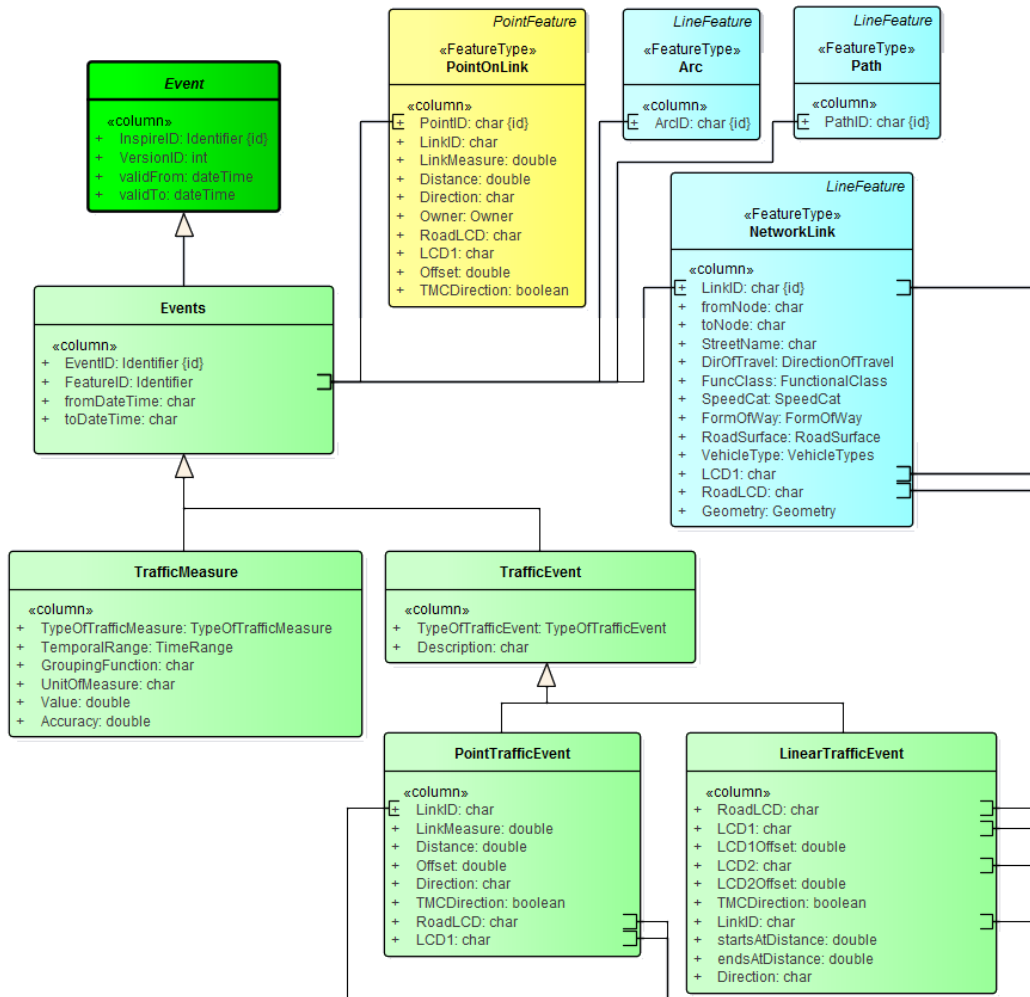 Event
«column»
+ InspireID: Identifier {id}
+ VersionID: int
+ validFrom: dateTime
+ validTo: dateTime
PointFeature
«FeatureType»
PointOnLink
«column»
+ PointID: char {id}
+ LinkID: char
+ LinkMeasure: double
+ Distance: double
+ Direction: char
+ Owner: Owner
+ RoadLCD: char
+ LCD1: char
+ Offset: double
+ TMCDirection: boolean
LineFeature
«FeatureType»
Arc
«column»
+ ArcID: char {id}
LineFeature
«FeatureType»
Path
«column»
+ PathID: char {id}
LineFeature
«FeatureType»
NetworkLink
«column»
+ LinkID: char {id}
+ fromNode: char
+ toNode: char
+ StreetName: char
+ DirOfTravel: DirectionOfTravel
+ FuncClass: FunctionalClass
+ SpeedCat: SpeedCat
+ FormOfWay: FormOfWay
+ RoadSurface: RoadSurface
+ VehicleType: VehicleTypes
+ LCD1: char
+ RoadLCD: char
+ Geometry: Geometry
Events
«column»
+ EventID: Identifier {id}
+ FeatureID: Identifier
+ fromDateTime: char
+ toDateTime: char
TrafficMeasure
«column»
+ TypeOfTrafficMeasure: TypeOfTrafficMeasure
+ TemporalRange: TimeRange
+ GroupingFunction: char
+ UnitOfMeasure: char
+ Value: double
+ Accuracy: double
TrafficEvent
«column»
+ TypeOfTrafficEvent: TypeOfTrafficEvent
+ Description: char
PointTrafficEvent
«column»
+ LinkID: char
+ LinkMeasure: double
+ Distance: double
+ Offset: double
+ Direction: char
+ TMCDirection: boolean
+ RoadLCD: char
+ LCD1: char
LinearTrafficEvent
«column»
+ RoadLCD: char
+ LCD1: char
+ LCD1Offset: double
+ LCD2: char
+ LCD2Offset: double
+ TMCDirection: boolean
+ LinkID: char
+ startsAtDistance: double
+ endsAtDistance: double
+ Direction: char